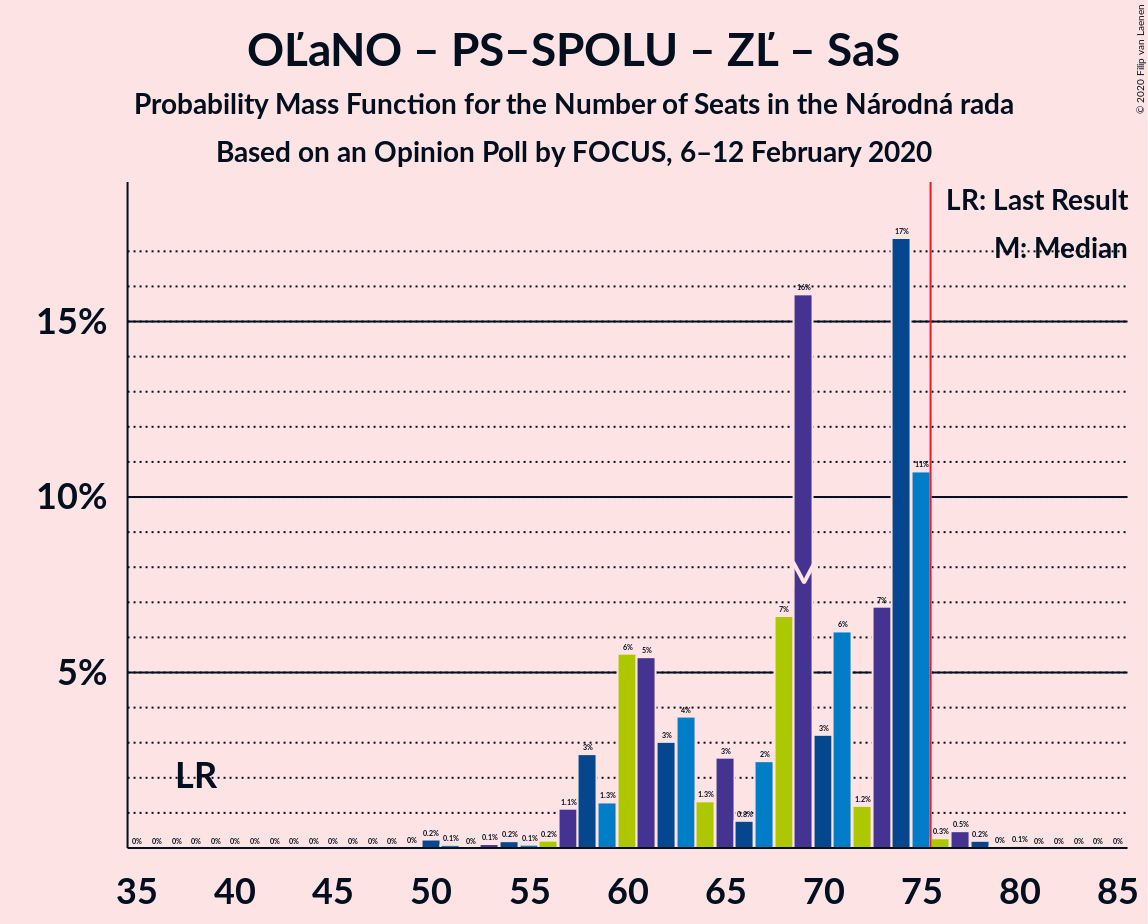 OĽaNO – PS–SPOLU – ZĽ – SaS
Probability Mass Function for the Number of Seats in the Národná rada
Based on an Opinion Poll by FOCUS, 6–12 February 2020
© 2020 Filip van Laenen
LR: Last Result
M: Median
15%
10%
5%
LR
0% 0% 0% 0% 0% 0% 0% 0% 0% 0% 0% 0% 0% 0% 0% 0.2% 0.1% 0% 0.1% 0.2% 0.1% 0.2% 1.1% 3% 1.3% 6% 5% 3% 4% 1.3% 3% 0.8% 2% 7% 16% 3% 6% 1.2% 7% 17% 11% 0.3% 0.5% 0.2% 0% 0.1% 0% 0% 0% 0% 0%
35 40 45 50 55 60 65 70 75 80 85